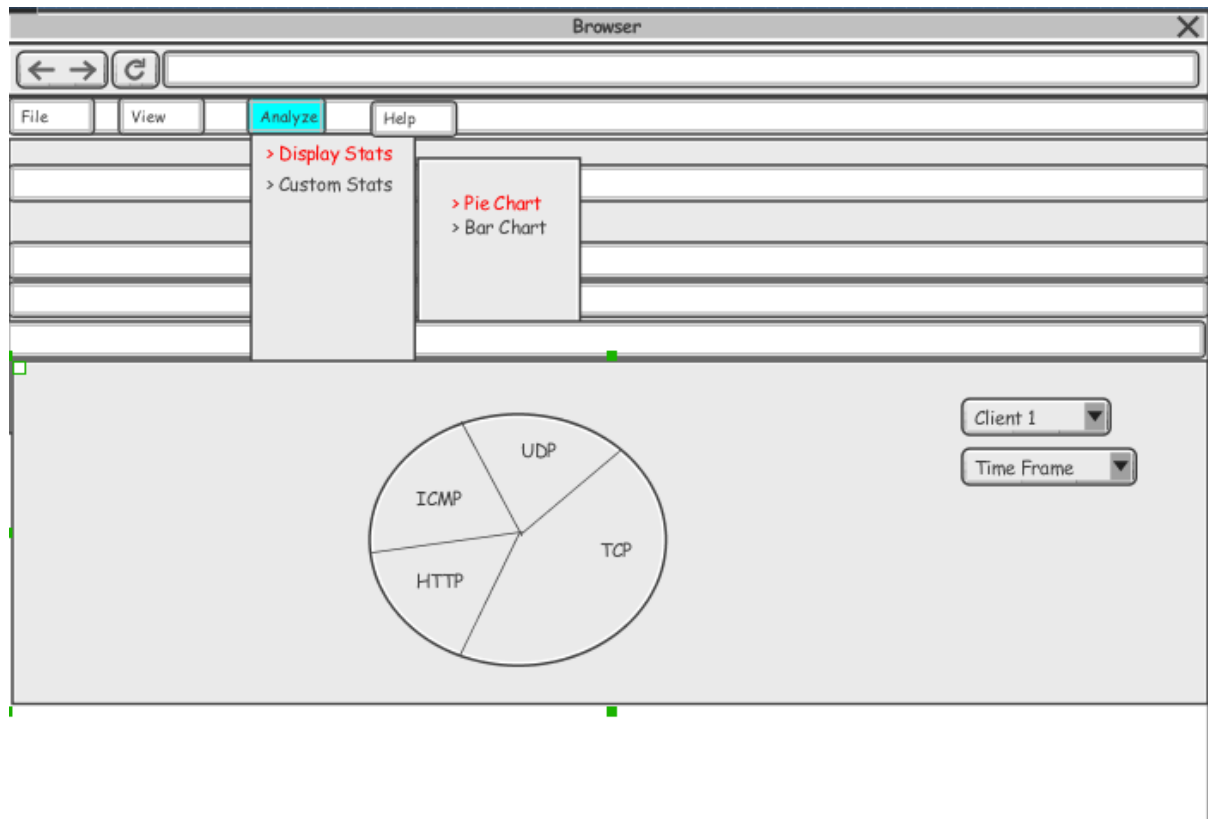 Browser
File View Analyze Help
> Display Stats
> Custom Stats
> Pie Chart
> Bar Chart
Client 1
Time Frame
UDP
ICMP
TCP
HTTP